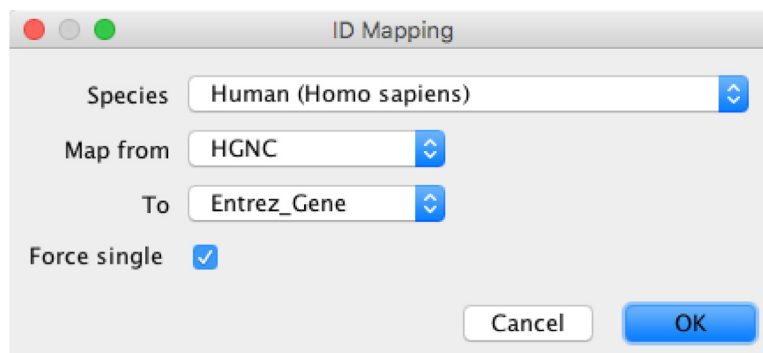 ID Mapping
Species Human (Homo sapiens)
Map from HGNC
To Entrez_Gene
Force single
Cancel OK